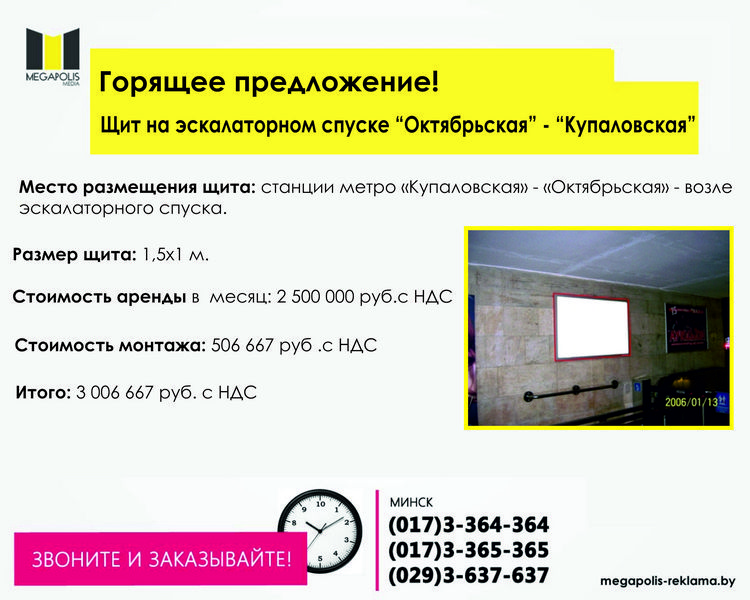 MEGAPOLIS
MEDIA
Горящее предложение!
Щит на эскалаторном спуске “Октябрьская” - “Купаловская”
Место размещения щита: станции метро «Купаловская» - «Октябрьская» - возле
эскалаторного спуска.
Размер щита: 1,5х1 м.
Стоимость аренды в месяц: 2 500 000 руб.с НДС
Стоимость монтажа: 506 667 руб .с НДС
Итого: 3 006 667 руб. с НДС
2006/01/13
ЗВОНИТЕ И ЗАКАЗЫВАЙТЕ!
МИНСК
(017)3-364-364
(017)3-365-365
(029)3-637-637
megapolis-reklama.by